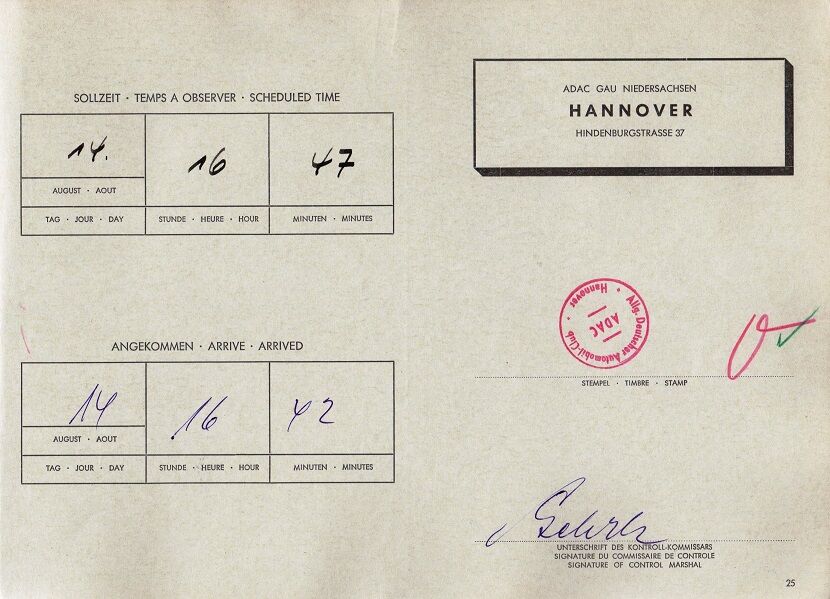 SOLLZEIT · TEMPS A OBSERVER · SCHEDULED TIME
14. 16 47
AUGUST · AOUT
TAG · JOUR · DAY STUNDE · HEURE · HOUR MINUTEN · MINUTES
ANGEKOMMEN · ARRIVE · ARRIVED
14 16 42
AUGUST · AOUT
TAG · JOUR · DAY STUNDE · HEURE · HOUR MINUTEN · MINUTES
ADAC GAU NIEDERSACHSEN
HANNOVER
HINDENBURGSTRASSE 37
Allg. Deutscher Automobil-Club · Hannover ·
ADAC
STEMPEL · TIMBRE · STAMP
UNTERSCHRIFT DES KONTROLL-KOMMISSARS
SIGNATURE DU COMMISSAIRE DE CONTROLE
SIGNATURE OF CONTROL MARSHAL
25